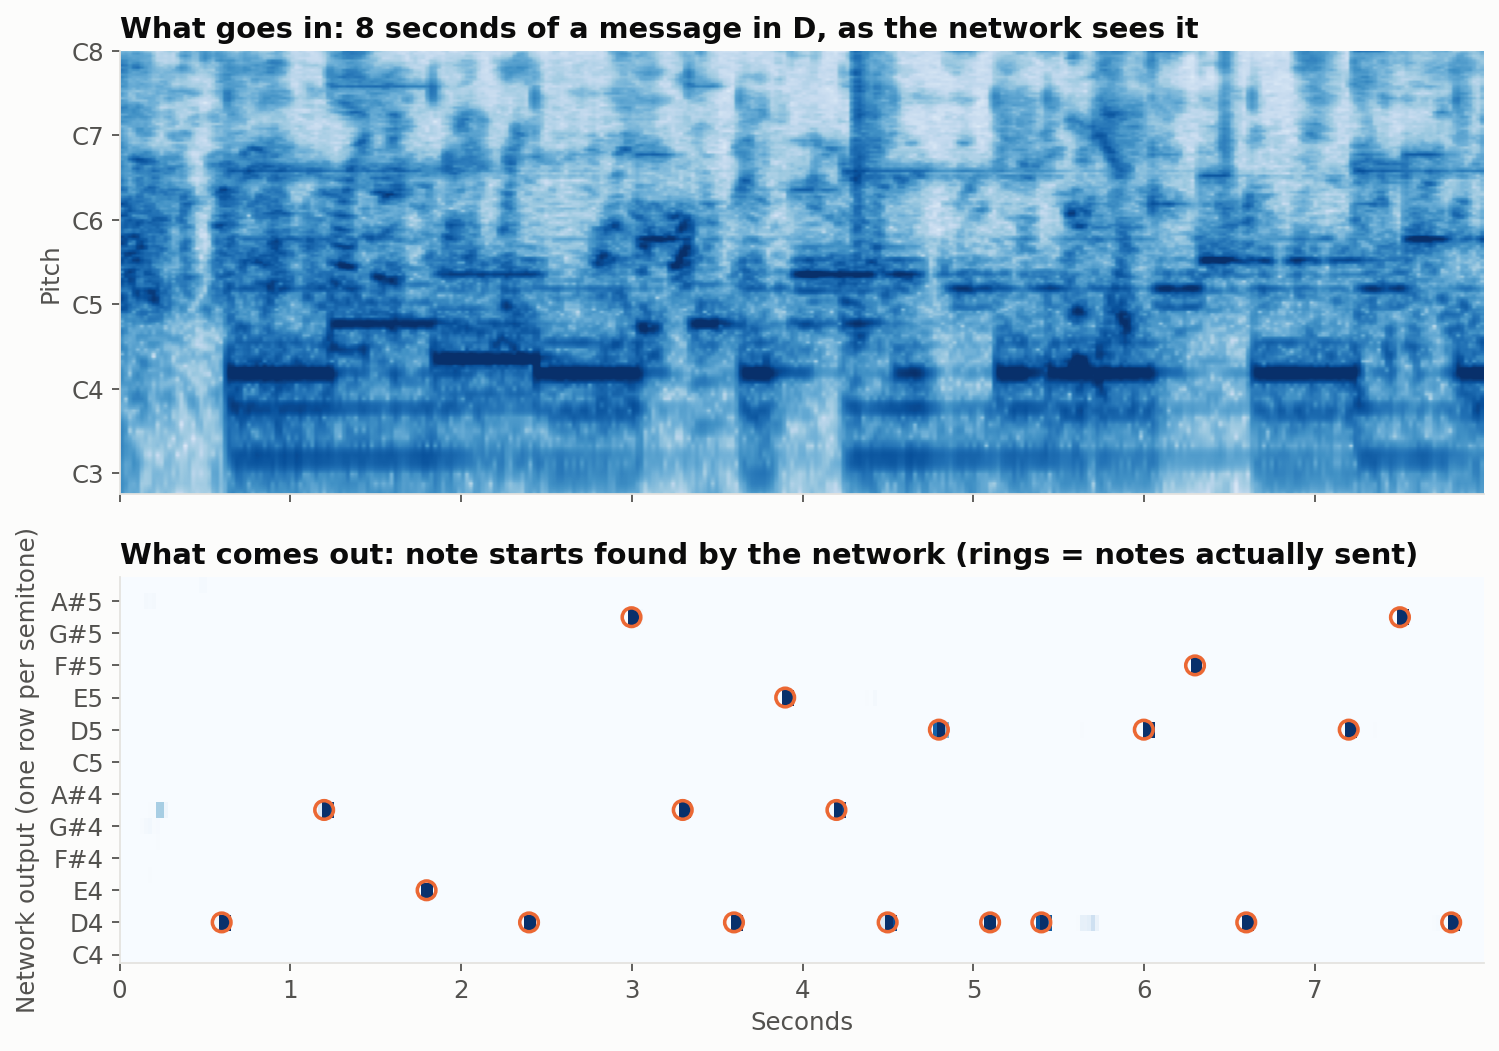 What goes in: 8 seconds of a message in D, as the network sees it
C8
C7
C6
C5
C4
C3
Pitch
What comes out: note starts found by the network (rings = notes actually sent)
A#5
G#5
F#5
E5
D5
C5
A#4
G#4
F#4
E4
D4
C4
Network output (one row per semitone)
0 1 2 3 4 5 6 7
Seconds